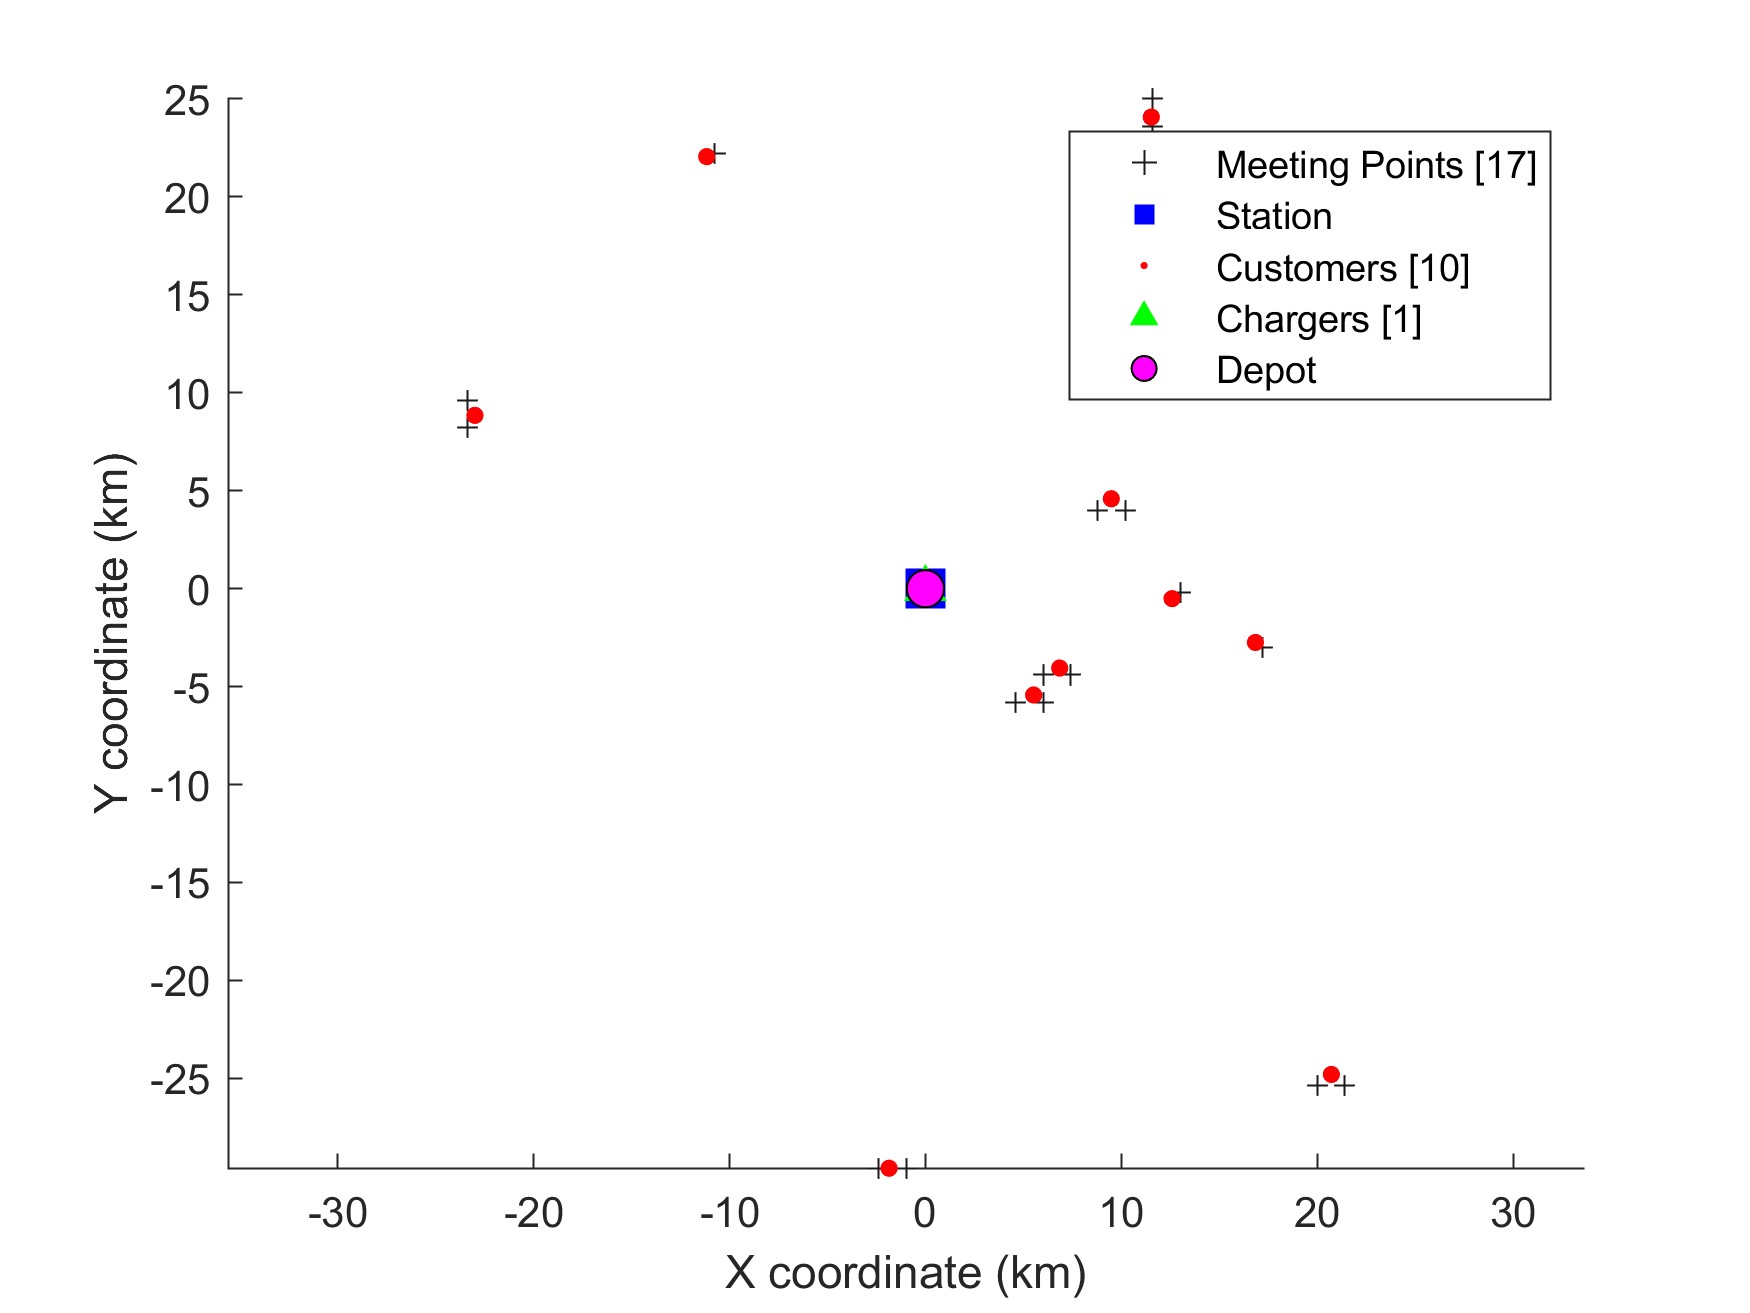 25
20
15
10
5
0
-5
-10
-15
-20
-25
Y coordinate (km)
Meeting Points [17]
Station
Customers [10]
Chargers [1]
Depot
-30 -20 -10 0 10 20 30
X coordinate (km)